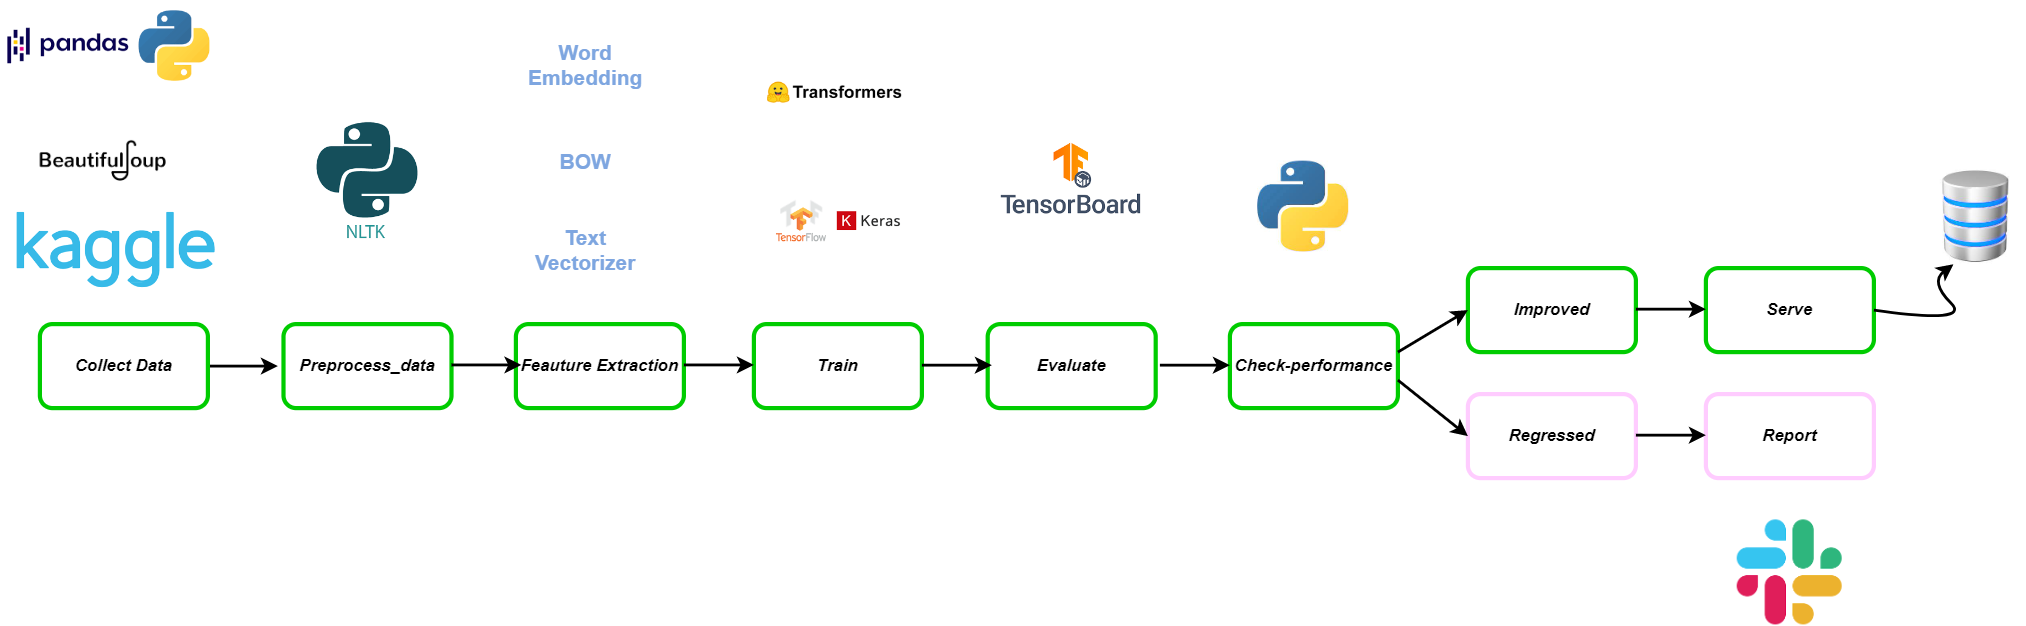 pandas
Word
Embedding
Transformers
BeautifulSoup
BOW
NLTK
kaggle
Text
Vectorizer
TensorFlow
K Keras
TensorBoard
Collect Data
Preprocess_data
Feauture Extraction
Train
Evaluate
Check-performance
Improved
Serve
Regressed
Report